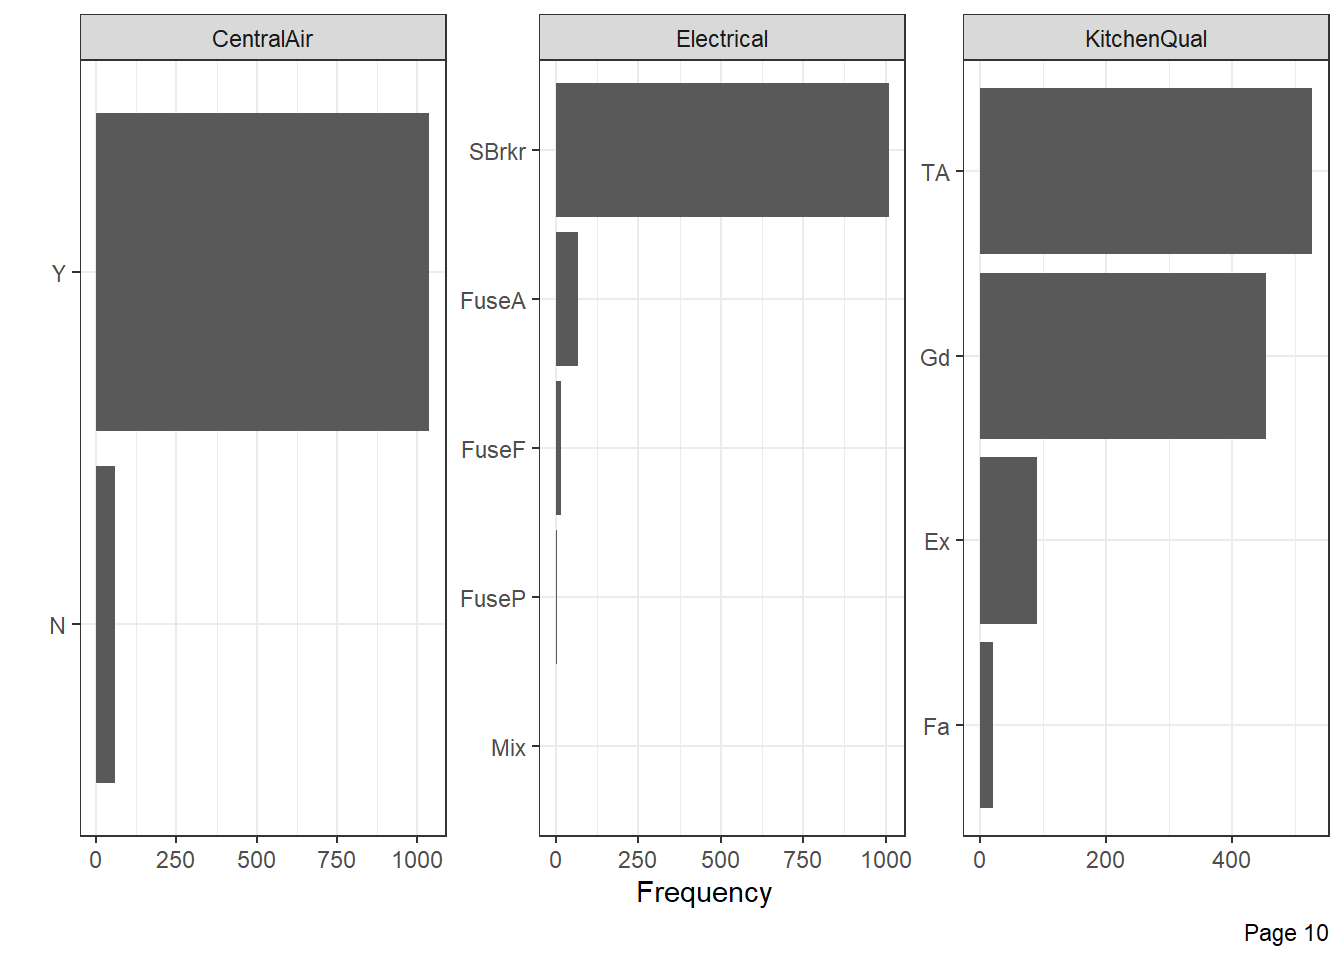 CentralAir
Y
N
0 250 500 750 1000
Electrical
SBrkr
FuseA
FuseF
FuseP
Mix
0 250 500 750 1000
KitchenQual
TA
Gd
Ex
Fa
0 200 400
Frequency
Page 10